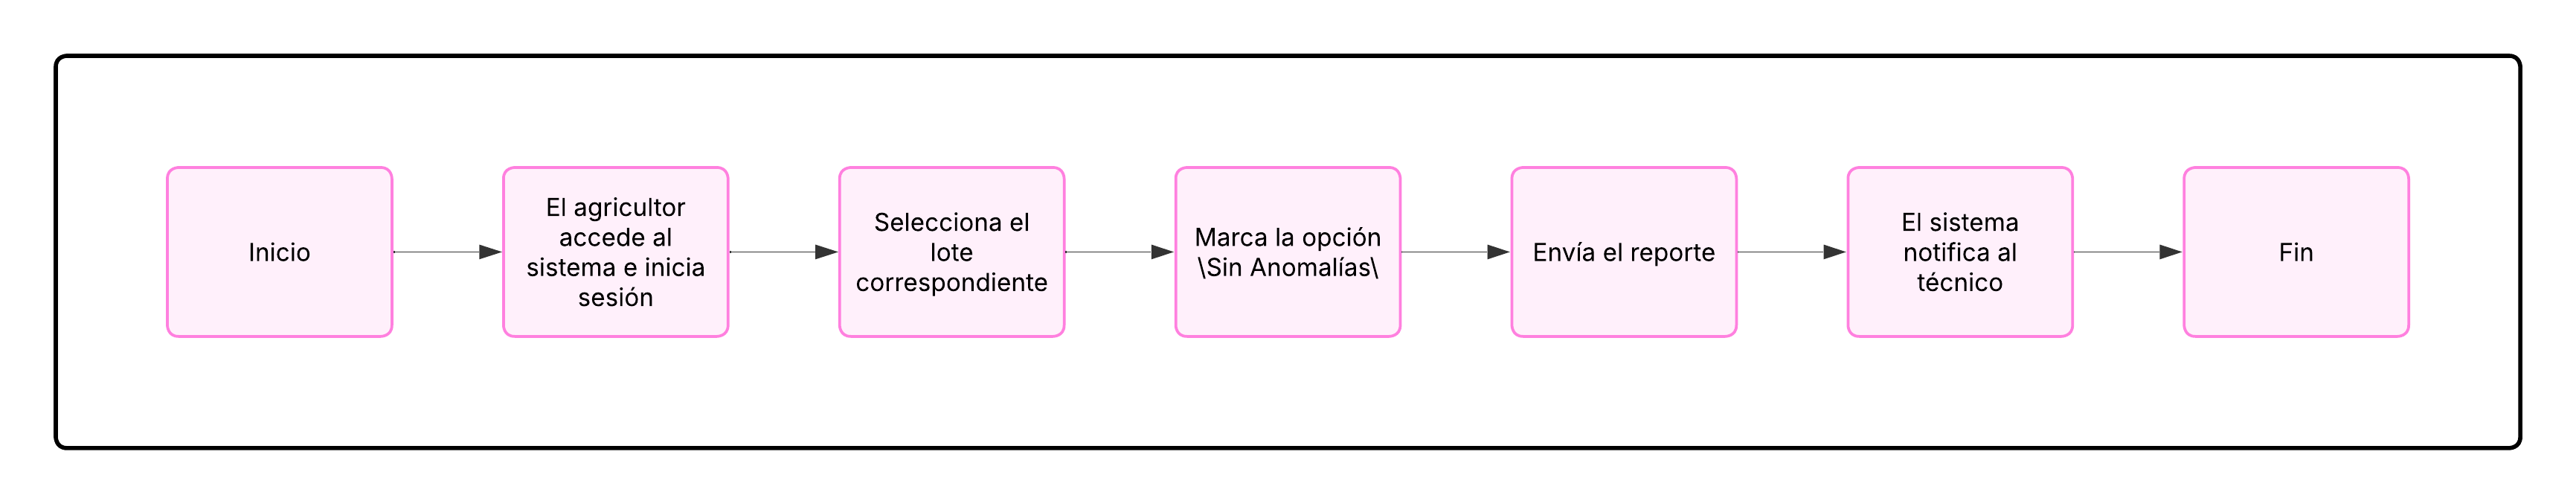 Inicio
El agricultor
accede al
sistema e inicia
sesión
Selecciona el
lote
correspondiente
Marca la opción
\Sin Anomalías\
Envía el reporte
El sistema
notifica al
técnico
Fin